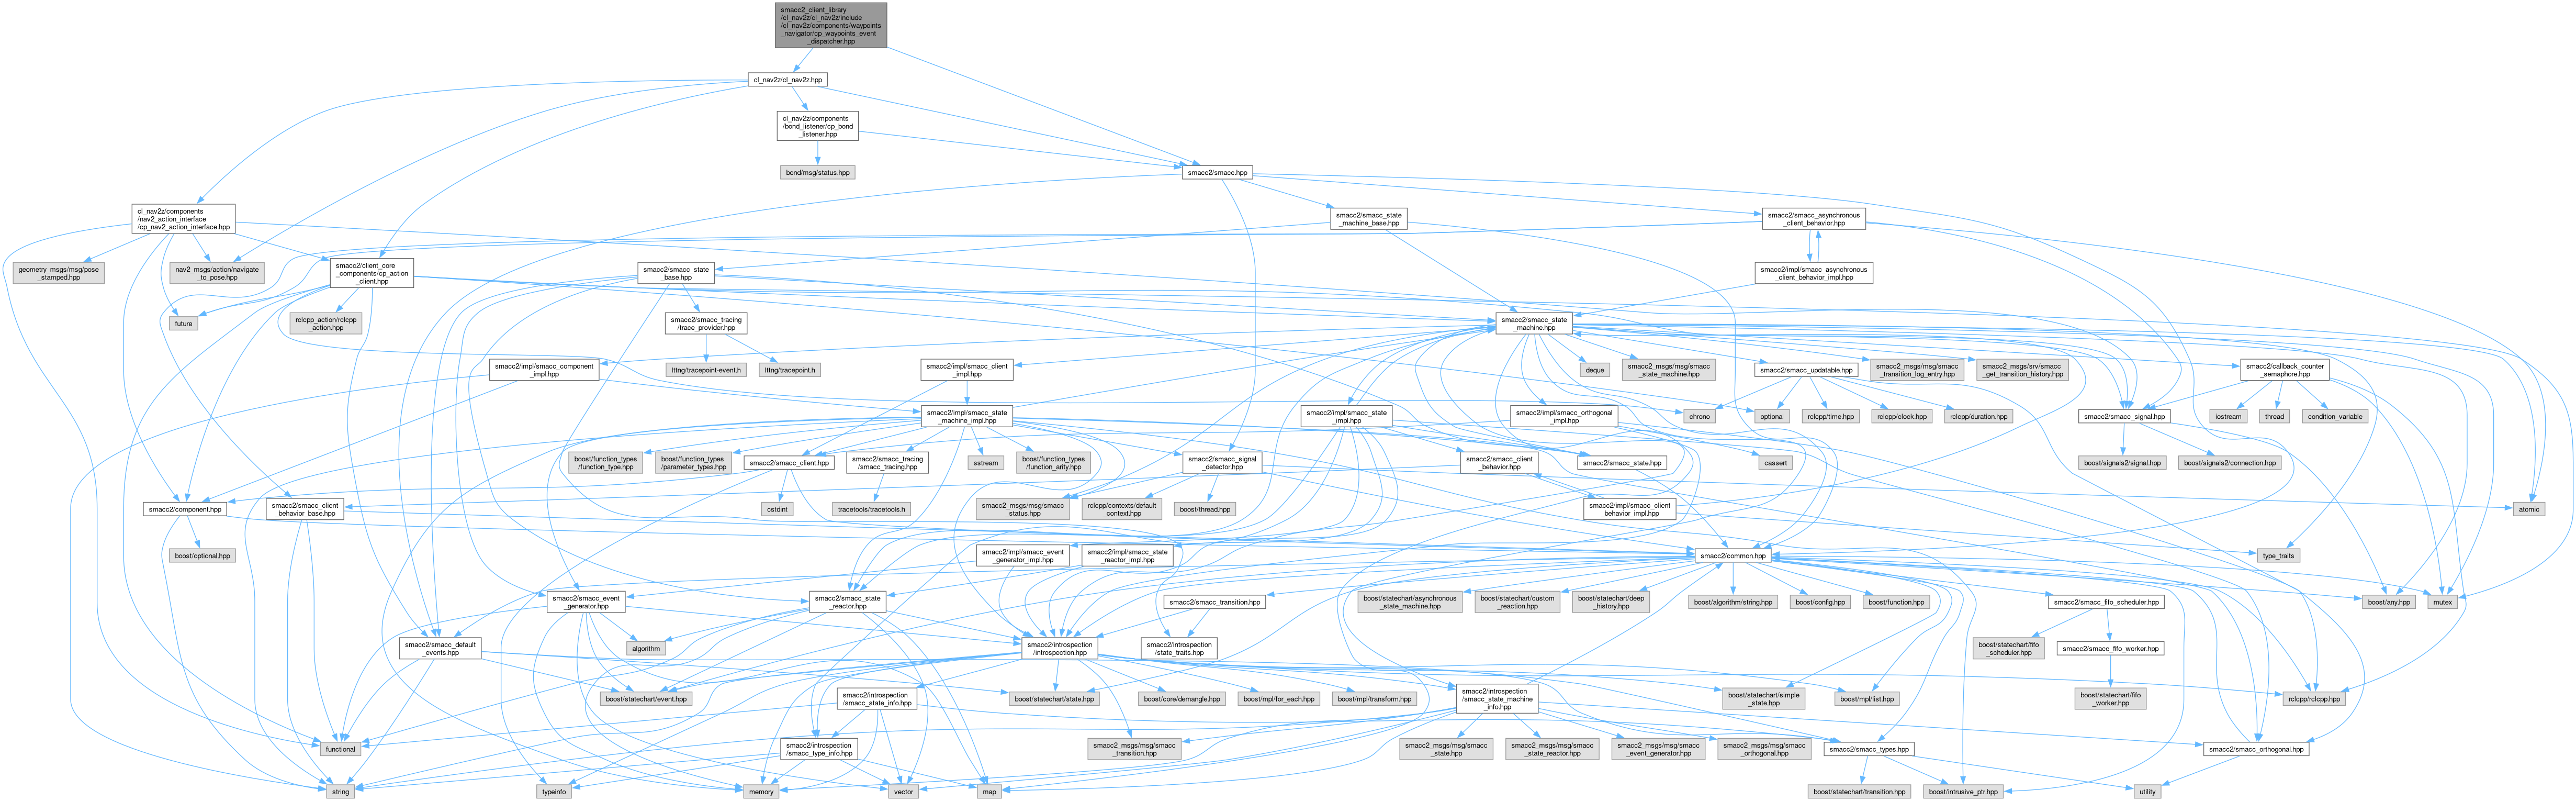 smacc2_client_library
/cl_nav2z/cl_nav2z/include
/cl_nav2z/components/waypoints
_navigator/cp_waypoints_event
_dispatcher.hpp
cl_nav2z/cl_nav2z.hpp
cl_nav2z/components
/bond_listener/cp_bond
_listener.hpp
bond/msg/status.hpp
smacc2/smacc.hpp
cl_nav2z/components
/nav2_action_interface
/cp_nav2_action_interface.hpp
smacc2/smacc_state
_machine_base.hpp
smacc2/smacc_asynchronous
_client_behavior.hpp
geometry_msgs/msg/pose
_stamped.hpp
nav2_msgs/action/navigate
_to_pose.hpp
smacc2/client_core
_components/cp_action
_client.hpp
smacc2/smacc_state
_base.hpp
smacc2/impl/smacc_asynchronous
_client_behavior_impl.hpp
future
rclcpp_action/rclcpp
_action.hpp
smacc2/smacc_tracing
/trace_provider.hpp
smacc2/smacc_state
_machine.hpp
lttng/tracepoint-event.h
lttng/tracepoint.h
smacc2/impl/smacc_component
_impl.hpp
smacc2/impl/smacc_client
_impl.hpp
deque
smacc2_msgs/msg/smacc
_state_machine.hpp
smacc2/smacc_updatable.hpp
smacc2_msgs/msg/smacc
_transition_log_entry.hpp
smacc2_msgs/srv/smacc
_get_transition_history.hpp
smacc2/callback_counter
_semaphore.hpp
smacc2/impl/smacc_state
_machine_impl.hpp
chrono
smacc2/impl/smacc_state
_impl.hpp
smacc2/impl/smacc_orthogonal
_impl.hpp
optional
rclcpp/time.hpp
rclcpp/clock.hpp
rclcpp/duration.hpp
smacc2/smacc_signal.hpp
iostream
thread
condition_variable
boost/function_types
/function_type.hpp
boost/function_types
/parameter_types.hpp
smacc2/smacc_client.hpp
smacc2/smacc_tracing
/smacc_tracing.hpp
sstream
boost/function_types
/function_arity.hpp
smacc2/smacc_signal
_detector.hpp
smacc2/smacc_client
_behavior.hpp
smacc2/smacc_state.hpp
cassert
boost/signals2/signal.hpp
boost/signals2/connection.hpp
smacc2/component.hpp
smacc2/smacc_client
_behavior_base.hpp
cstdint
tracetools/tracetools.h
smacc2_msgs/msg/smacc
_status.hpp
rclcpp/contexts/default
_context.hpp
boost/thread.hpp
smacc2/impl/smacc_client
_behavior_impl.hpp
atomic
boost/optional.hpp
smacc2/impl/smacc_event
_generator_impl.hpp
smacc2/impl/smacc_state
_reactor_impl.hpp
smacc2/common.hpp
type_traits
smacc2/smacc_event
_generator.hpp
smacc2/smacc_state
_reactor.hpp
boost/statechart/asynchronous
_state_machine.hpp
boost/statechart/custom
_reaction.hpp
boost/statechart/deep
_history.hpp
smacc2/smacc_transition.hpp
boost/algorithm/string.hpp
boost/config.hpp
boost/function.hpp
smacc2/smacc_fifo_scheduler.hpp
boost/any.hpp
mutex
smacc2/smacc_default
_events.hpp
algorithm
smacc2/introspection
/introspection.hpp
smacc2/introspection
/state_traits.hpp
boost/statechart/fifo
_scheduler.hpp
smacc2/smacc_fifo_worker.hpp
boost/statechart/event.hpp
smacc2/introspection
/smacc_state_info.hpp
boost/statechart/state.hpp
boost/core/demangle.hpp
boost/mpl/for_each.hpp
boost/mpl/transform.hpp
smacc2/introspection
/smacc_state_machine
_info.hpp
boost/statechart/simple
_state.hpp
boost/mpl/list.hpp
boost/statechart/fifo
_worker.hpp
rclcpp/rclcpp.hpp
functional
smacc2/introspection
/smacc_type_info.hpp
smacc2_msgs/msg/smacc
_transition.hpp
smacc2_msgs/msg/smacc
_state.hpp
smacc2_msgs/msg/smacc
_state_reactor.hpp
smacc2_msgs/msg/smacc
_event_generator.hpp
smacc2_msgs/msg/smacc
_orthogonal.hpp
smacc2/smacc_types.hpp
smacc2/smacc_orthogonal.hpp
string
typeinfo
memory
vector
map
boost/statechart/transition.hpp
boost/intrusive_ptr.hpp
utility